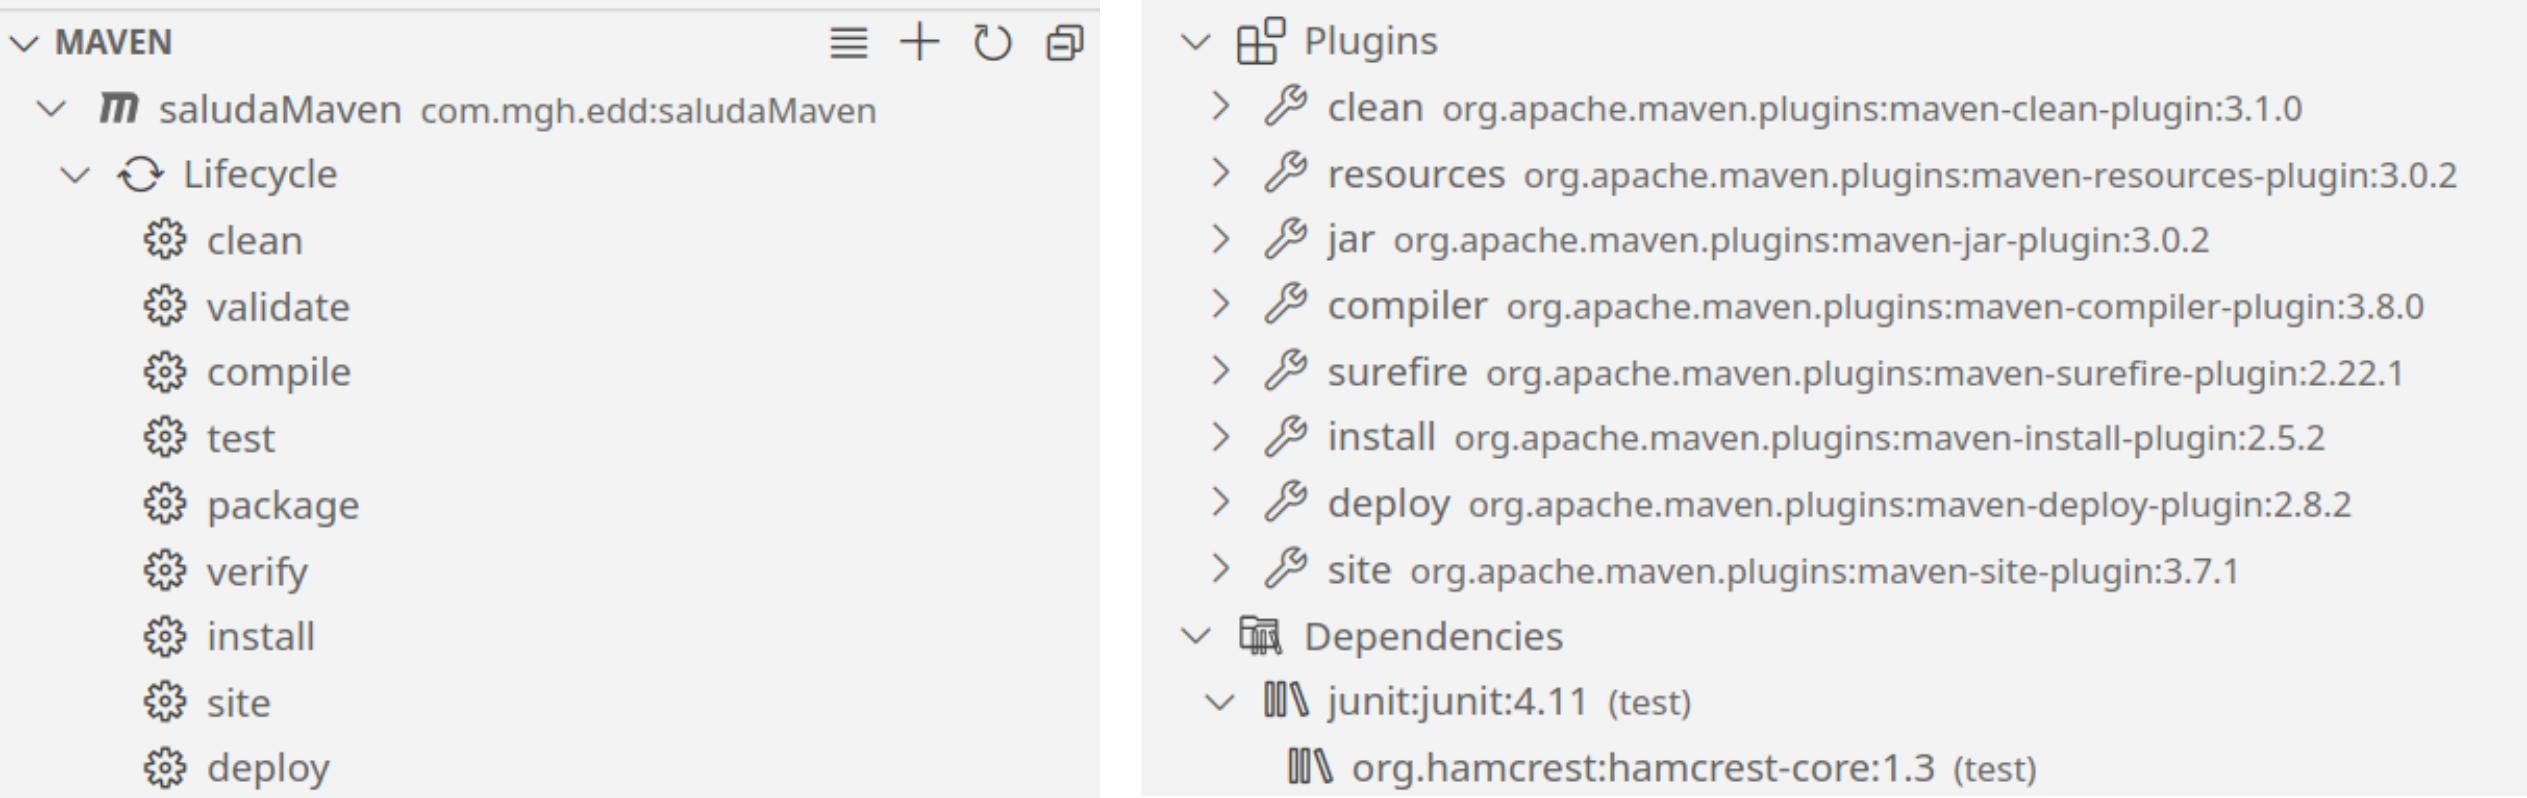 MAVEN
saludaMaven com.mgh.edd:saludaMaven
Lifecycle
clean
validate
compile
test
package
verify
install
site
deploy
Plugins
clean org.apache.maven.plugins:maven-clean-plugin:3.1.0
resources org.apache.maven.plugins:maven-resources-plugin:3.0.2
jar org.apache.maven.plugins:maven-jar-plugin:3.0.2
compiler org.apache.maven.plugins:maven-compiler-plugin:3.8.0
surefire org.apache.maven.plugins:maven-surefire-plugin:2.22.1
install org.apache.maven.plugins:maven-install-plugin:2.5.2
deploy org.apache.maven.plugins:maven-deploy-plugin:2.8.2
site org.apache.maven.plugins:maven-site-plugin:3.7.1
Dependencies
junit:junit:4.11 (test)
org.hamcrest:hamcrest-core:1.3 (test)